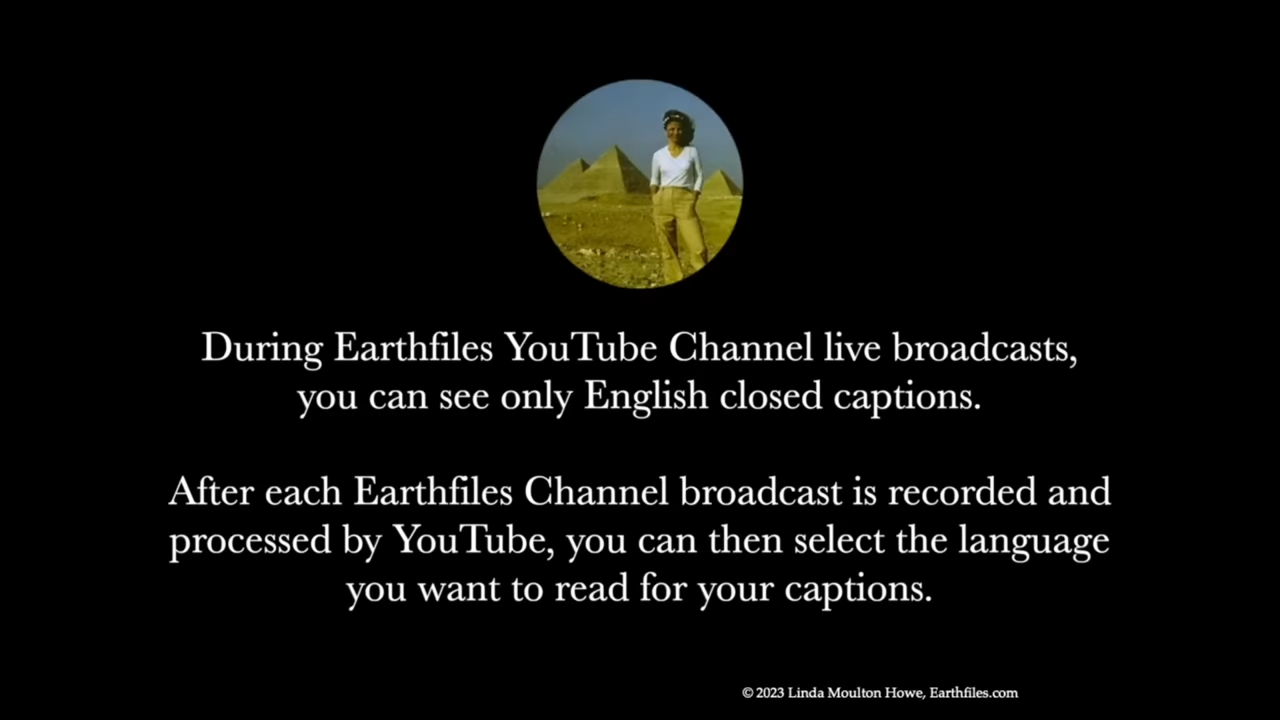 During Earthfiles YouTube Channel live broadcasts,
you can see only English closed captions.
After each Earthfiles Channel broadcast is recorded and
processed by YouTube, you can then select the language
you want to read for your captions.
© 2023 Linda Moulton Howe, Earthfiles.com